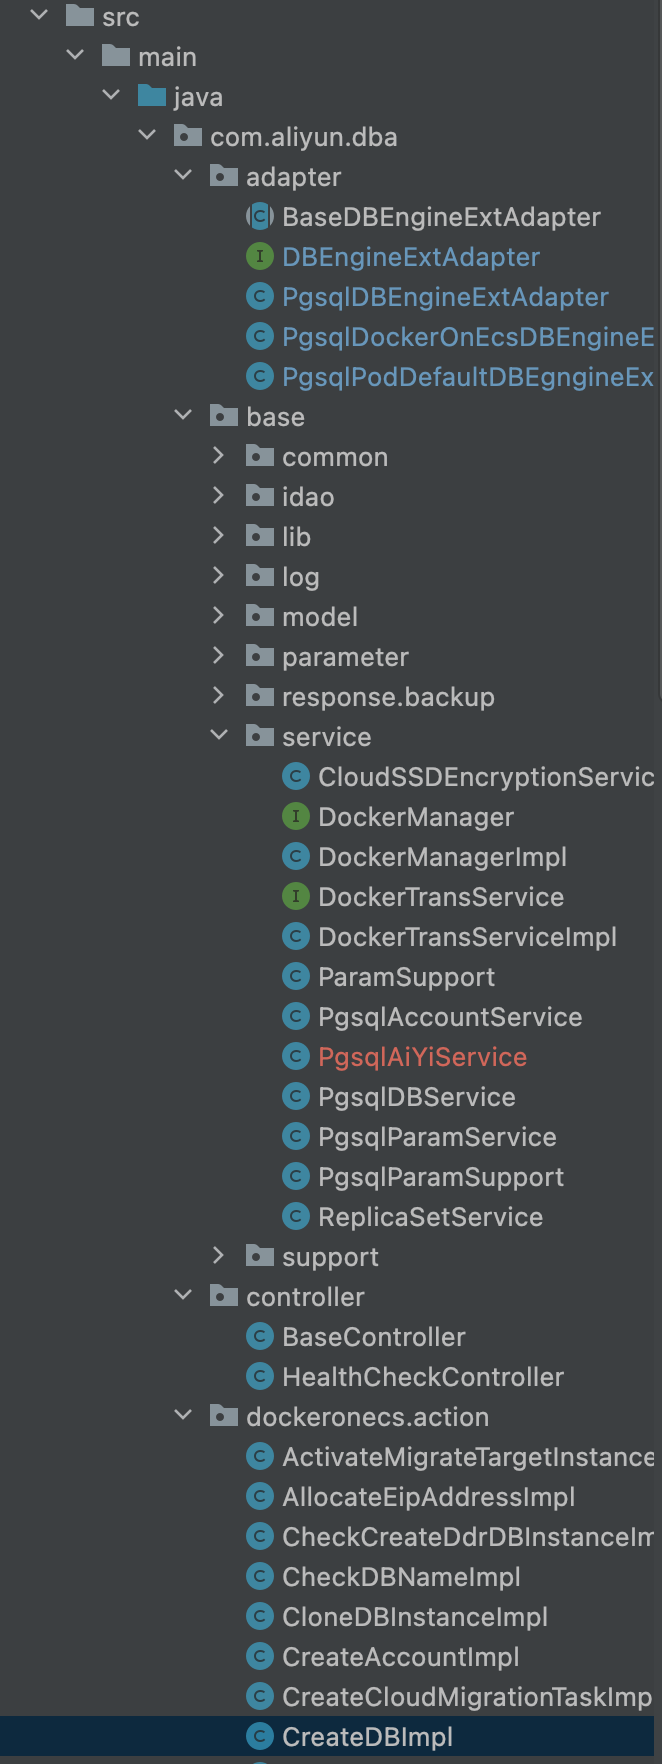 src
main
java
com.aliyun.dba
adapter
BaseDBEngineExtAdapter
DBEngineExtAdapter
PgsqlDBEngineExtAdapter
PgsqlDockerOnEcsDBEngineE
PgsqlPodDefaultDBEgngineEx
base
common
idao
lib
log
model
parameter
response.backup
service
CloudSSDEncryptionServic
DockerManager
DockerManagerImpl
DockerTransService
DockerTransServiceImpl
ParamSupport
PgsqlAccountService
PgsqlAiYiService
PgsqlDBService
PgsqlParamService
PgsqlParamSupport
ReplicaSetService
support
controller
BaseController
HealthCheckController
dockeronecs.action
ActivateMigrateTargetInstance
AllocateEipAddressImpl
CheckCreateDdrDBInstanceIm
CheckDBNameImpl
CloneDBInstanceImpl
CreateAccountImpl
CreateCloudMigrationTaskImp
CreateDBImpl